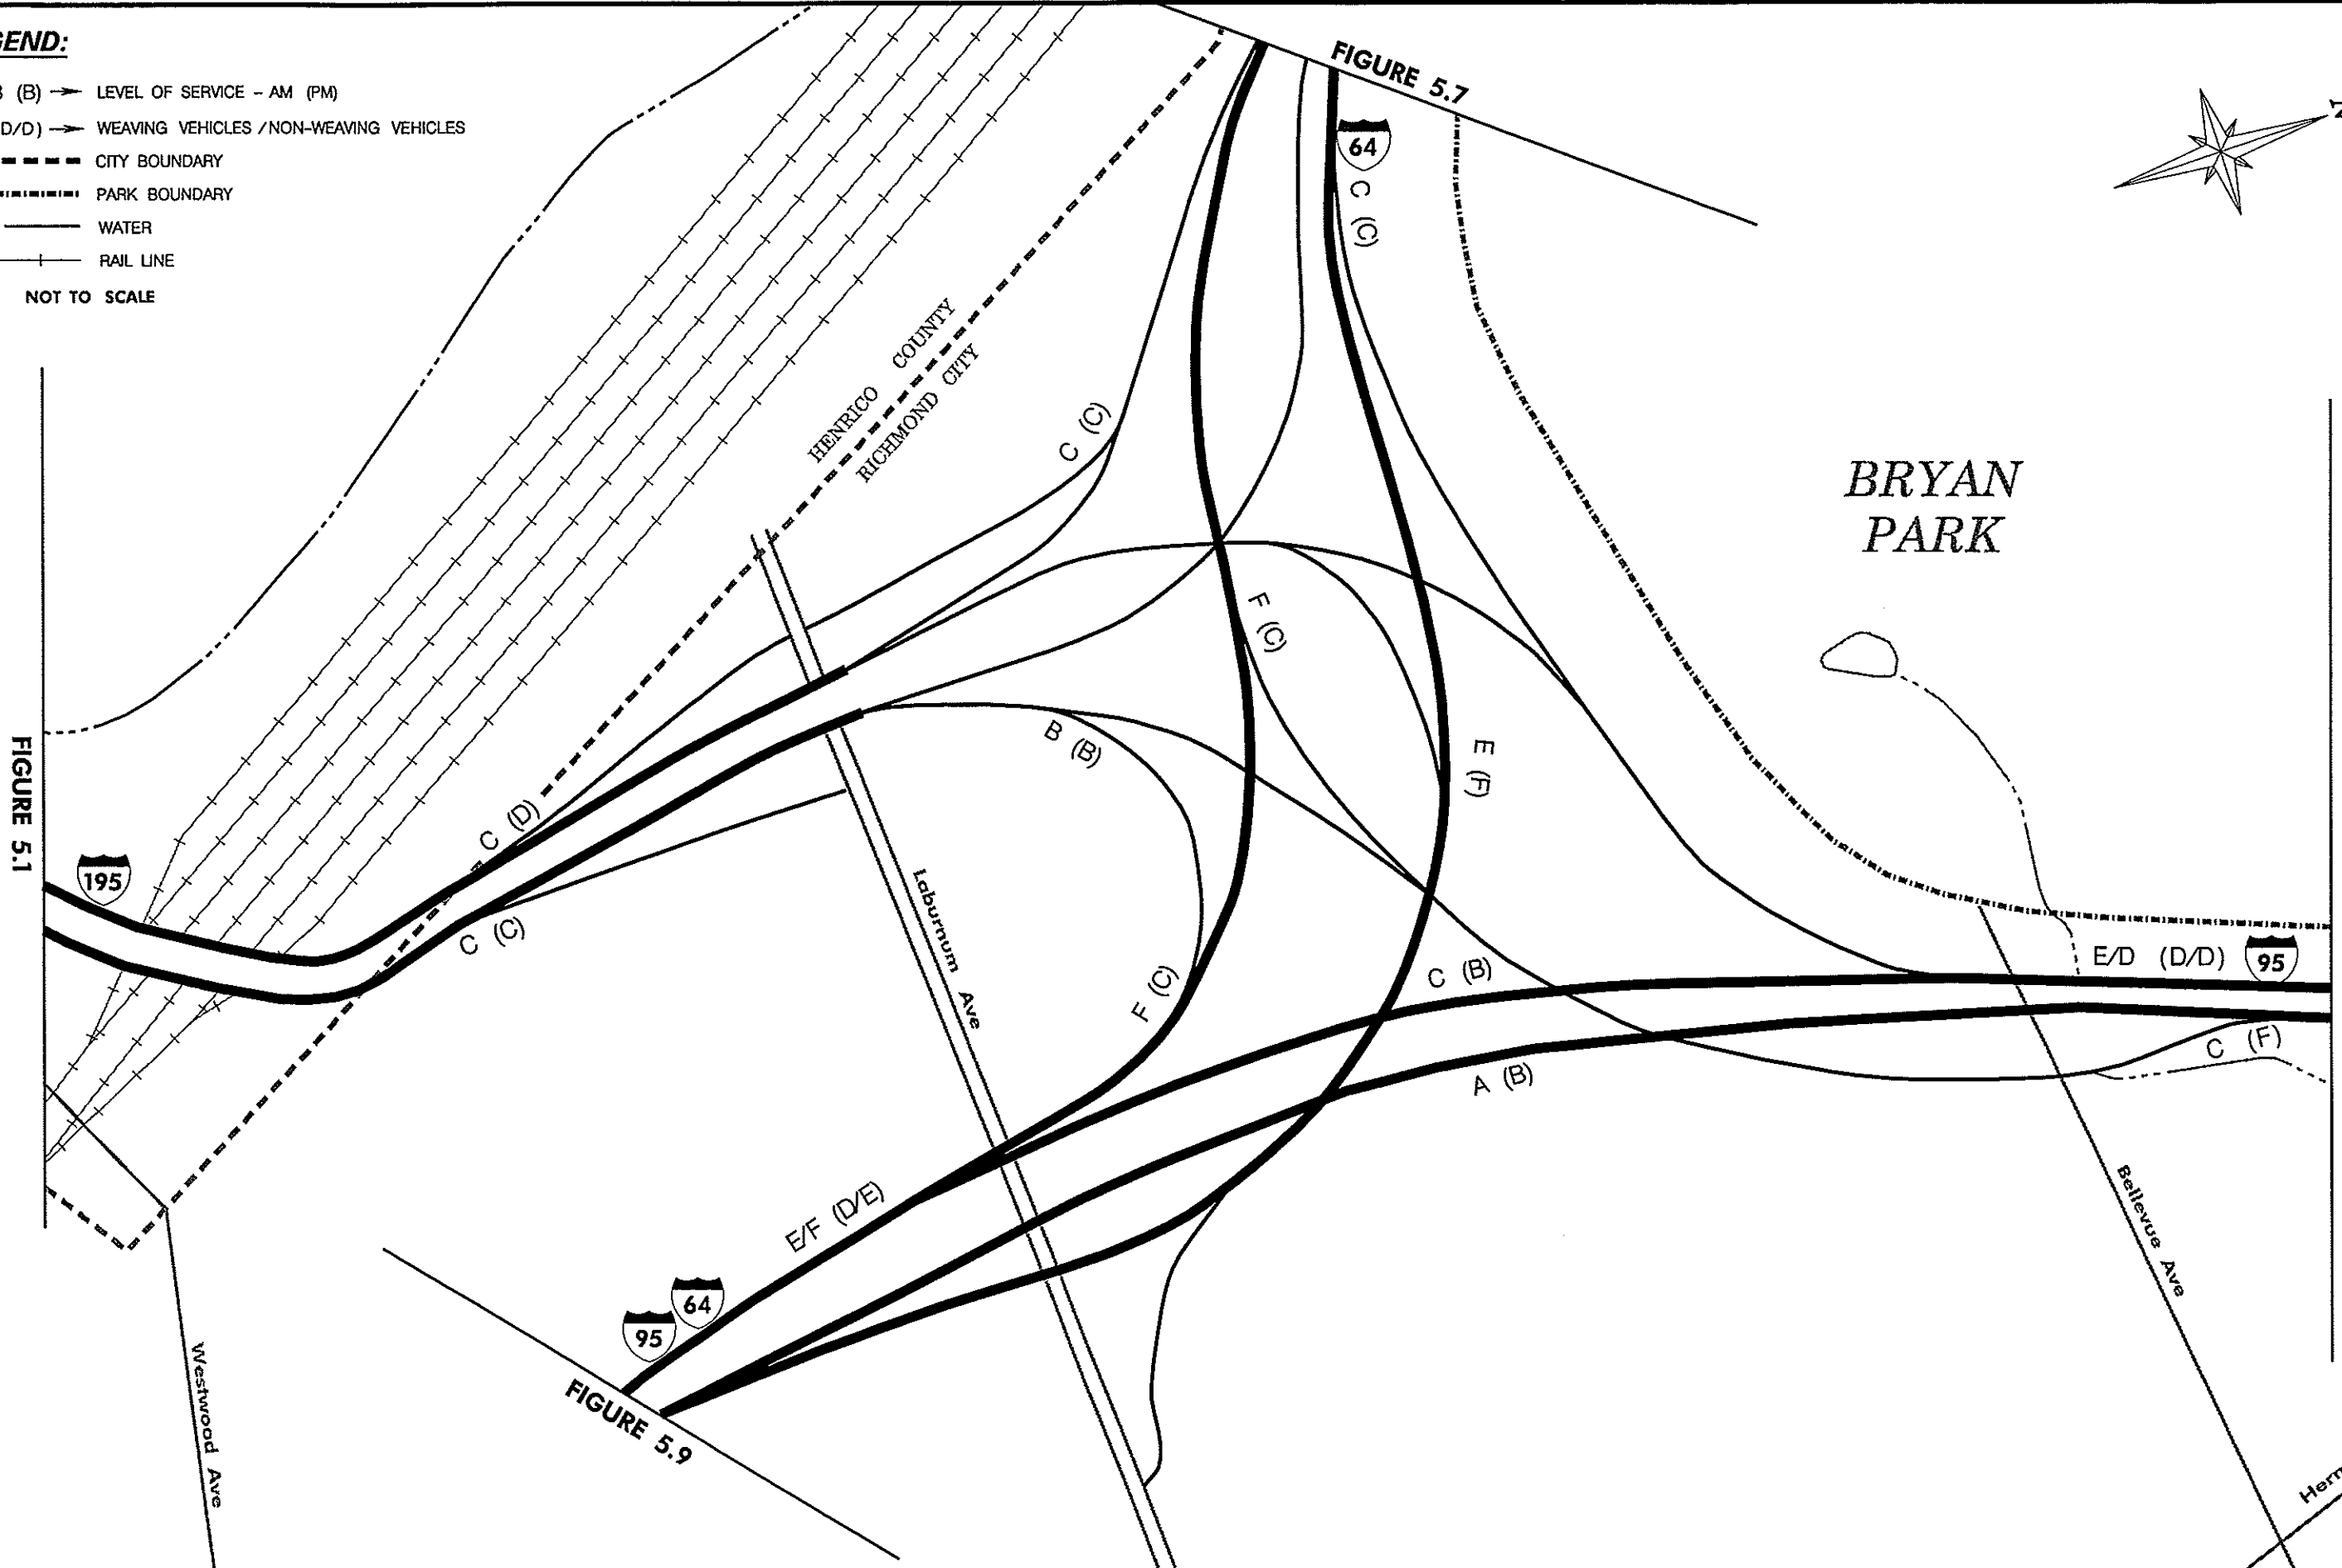 GEND:
B (B) LEVEL OF SERVICE - AM (PM)
D/D) WEAVING VEHICLES / NON-WEAVING VEHICLES
CITY BOUNDARY
PARK BOUNDARY
WATER
RAIL LINE
NOT TO SCALE
FIGURE 5.7
64
C (C)
N
HENRICO COUNTY
RICHMOND CITY
C (C)
BRYAN
PARK
F (C)
B (B)
E (F)
FIGURE 5.1
C (D)
195
C (C)
Laburnum Ave
F (C)
C (B)
E/D (D/D)
95
A (B)
C (F)
E/F (D/E)
Bellevue Ave
64
95
FIGURE 5.9
Westwood Ave
Herm